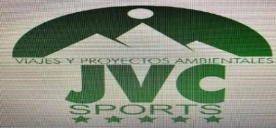 VIAJES Y PROYECTOS AMBIENTALES
JVC
SPORTS